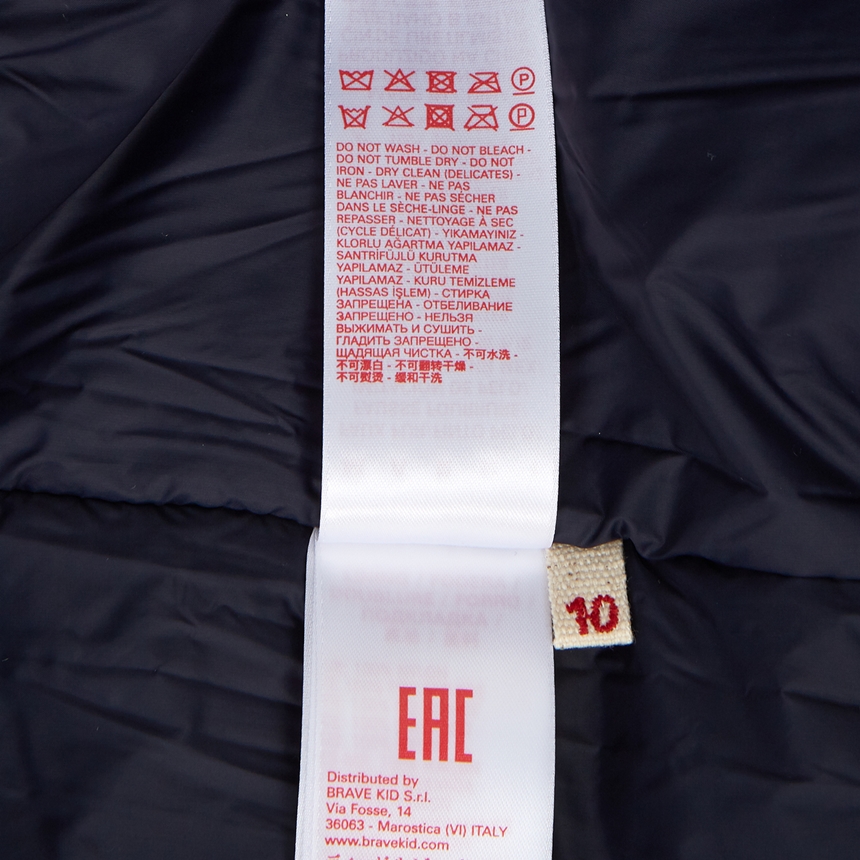 DO NOT WASH - DO NOT BLEACH -
DO NOT TUMBLE DRY - DO NOT
IRON - DRY CLEAN (DELICATES) -
NE PAS LAVER - NE PAS
BLANCHIR - NE PAS SÉCHER
DANS LE SÈCHE-LINGE - NE PAS
REPASSER - NETTOYAGE À SEC
(CYCLE DÉLICAT) - YIKAMAYINIZ -
KLORLU AĞARTMA YAPILAMAZ -
SANTRİFÜJLÜ KURUTMA
YAPILAMAZ - ÜTÜLEME
YAPILAMAZ - KURU TEMİZLEME
(HASSAS İŞLEM) - СТИРКА
ЗАПРЕЩЕНА - ОТБЕЛИВАНИЕ
ЗАПРЕЩЕНО - НЕЛЬЗЯ
ВЫЖИМАТЬ И СУШИТЬ -
ГЛАДИТЬ ЗАПРЕЩЕНО -
ЩАДЯЩАЯ ЧИСТКА - 不可水洗 -
不可漂白 - 不可翻转干燥 -
不可熨烫 - 缓和干洗
10
EAC
Distributed by
BRAVE KID S.r.l.
Via Fosse, 14
36063 - Marostica (VI) ITALY
www.bravekid.com